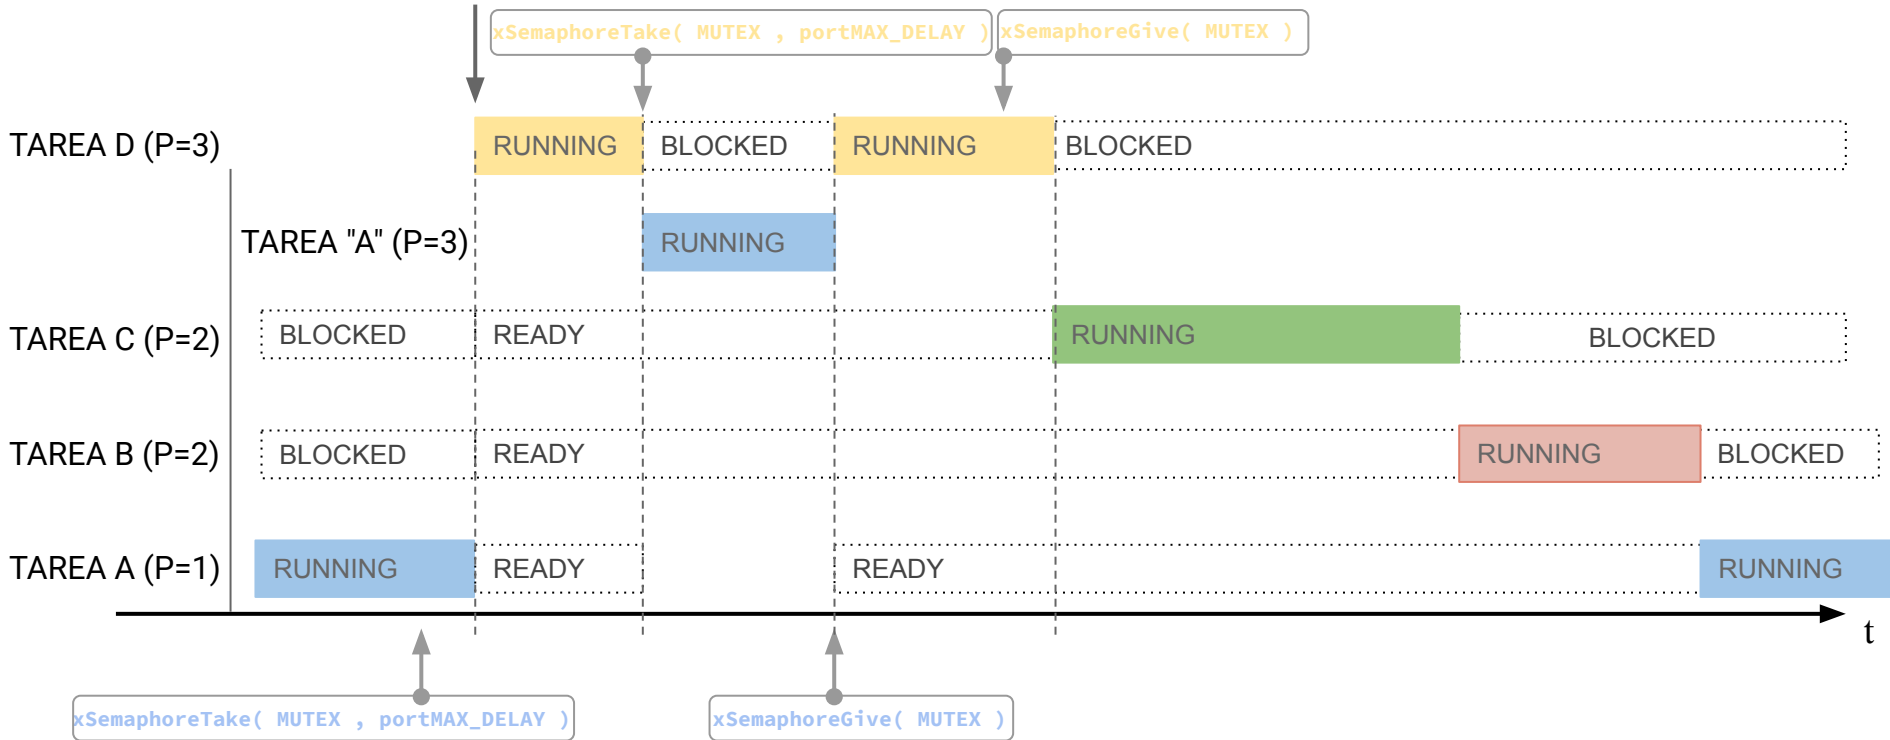 xSemaphoreTake( MUTEX , portMAX_DELAY ) xSemaphoreGive( MUTEX )
TAREA D (P=3) RUNNING BLOCKED RUNNING BLOCKED
TAREA "A" (P=3) RUNNING
TAREA C (P=2) BLOCKED READY RUNNING BLOCKED
TAREA B (P=2) BLOCKED READY RUNNING BLOCKED
TAREA A (P=1) RUNNING READY READY RUNNING
t
xSemaphoreTake( MUTEX , portMAX_DELAY ) xSemaphoreGive( MUTEX )